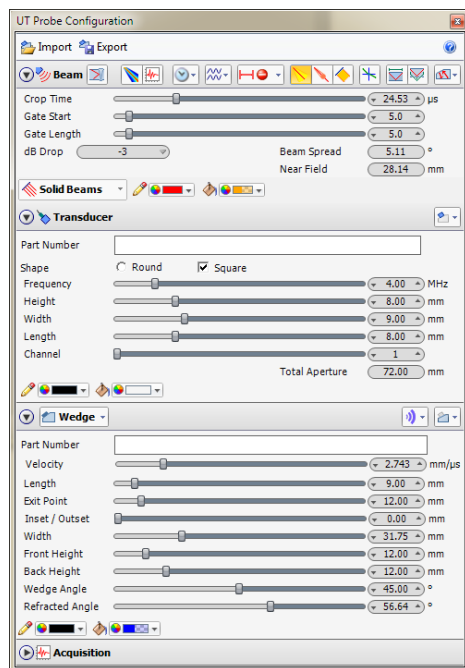 UT Probe Configuration
Import Export
Beam
Crop Time 24.53 µs
Gate Start 5.0
Gate Length 5.0
dB Drop -3 Beam Spread 5.11 °
Near Field 28.14 mm
Solid Beams
Transducer
Part Number
Shape Round Square
Frequency 4.00 MHz
Height 8.00 mm
Width 9.00 mm
Length 8.00 mm
Channel 1
Total Aperture 72.00 mm
Wedge
Part Number
Velocity 2.743 mm/µs
Length 9.00 mm
Exit Point 12.00 mm
Inset / Outset 0.00 mm
Width 31.75 mm
Front Height 12.00 mm
Back Height 12.00 mm
Wedge Angle 45.00 °
Refracted Angle 56.64 °
Acquisition